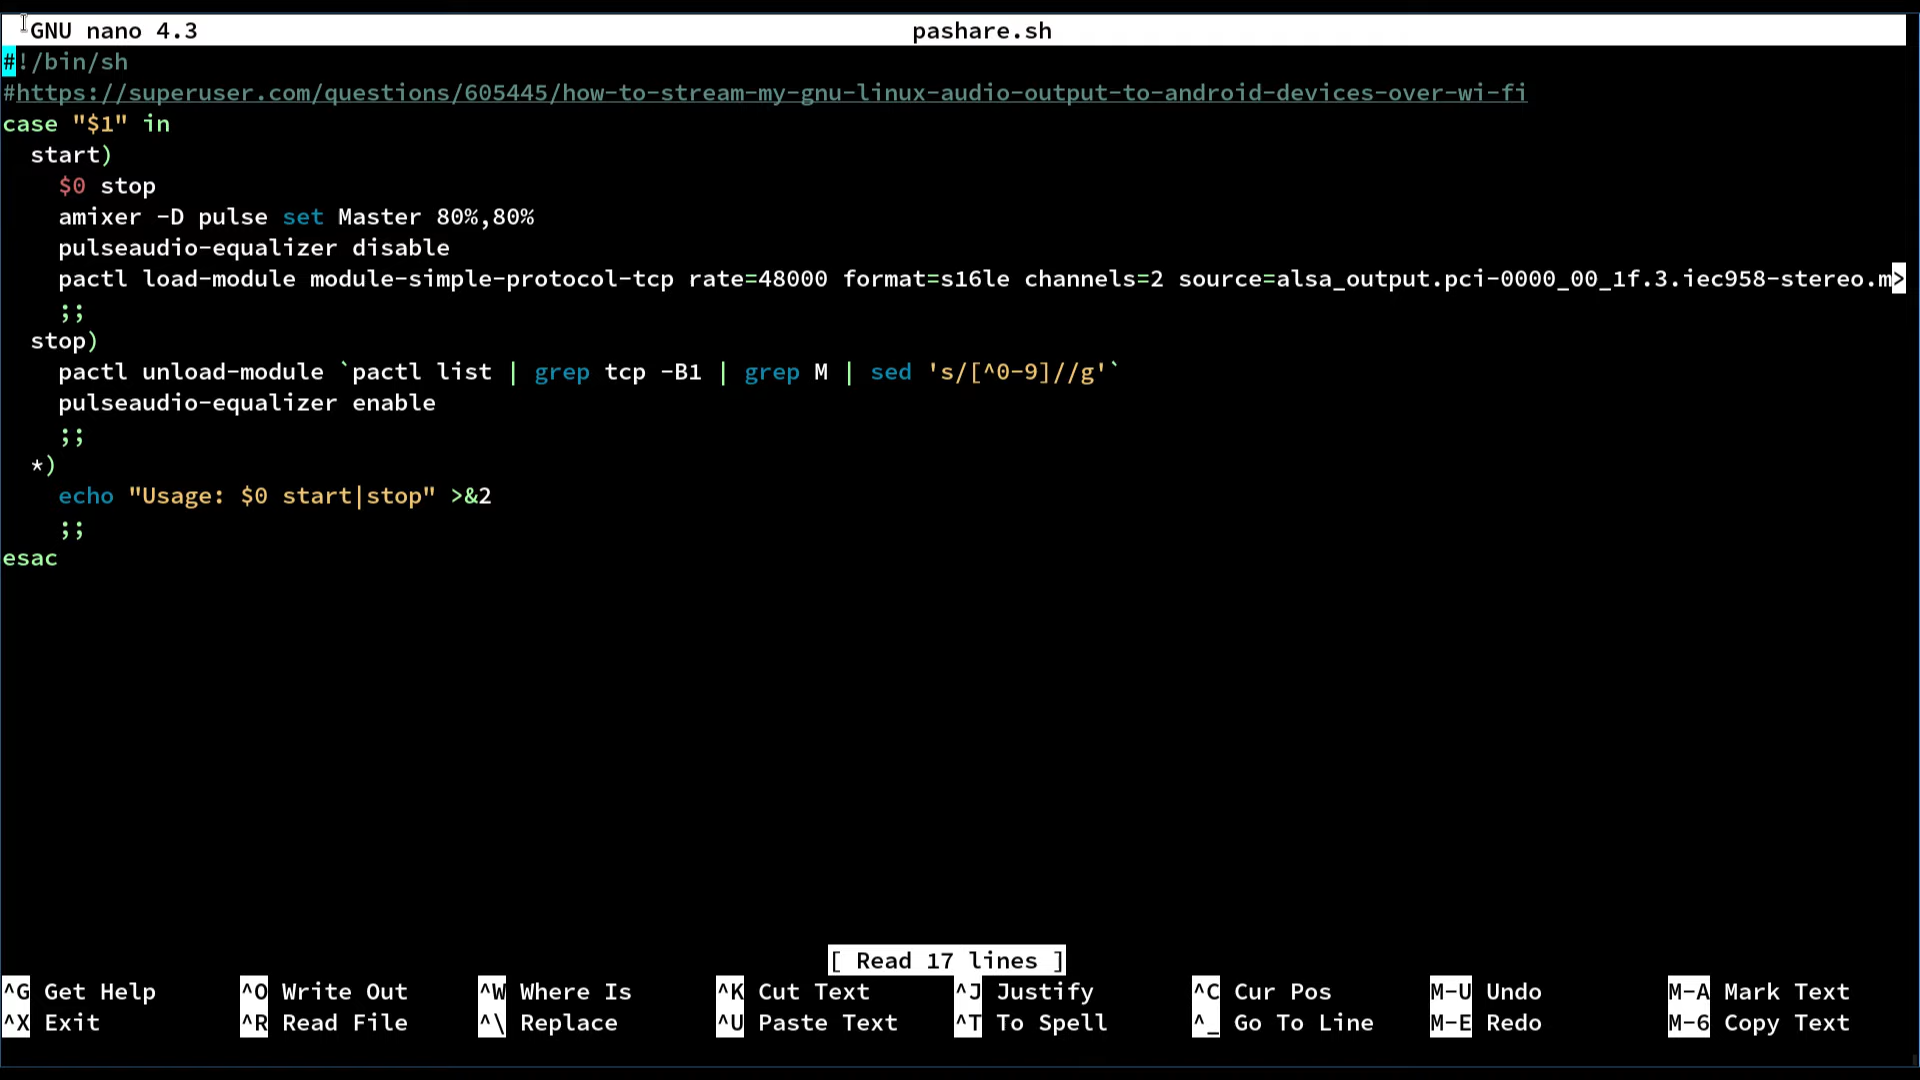 GNU nano 4.3 pashare.sh
#!/bin/sh
#https://superuser.com/questions/605445/how-to-stream-my-gnu-linux-audio-output-to-android-devices-over-wi-fi
case "$1" in
  start)
    $0 stop
    amixer -D pulse set Master 80%,80%
    pulseaudio-equalizer disable
    pactl load-module module-simple-protocol-tcp rate=48000 format=s16le channels=2 source=alsa_output.pci-0000_00_1f.3.iec958-stereo.m>
    ;;
  stop)
    pactl unload-module `pactl list | grep tcp -B1 | grep M | sed 's/[^0-9]//g'`
    pulseaudio-equalizer enable
    ;;
  *)
    echo "Usage: $0 start|stop" >&2
    ;;
esac
[ Read 17 lines ]
^G Get Help ^O Write Out ^W Where Is ^K Cut Text ^J Justify ^C Cur Pos M-U Undo M-A Mark Text
^X Exit ^R Read File ^\ Replace ^U Paste Text ^T To Spell ^_ Go To Line M-E Redo M-6 Copy Text